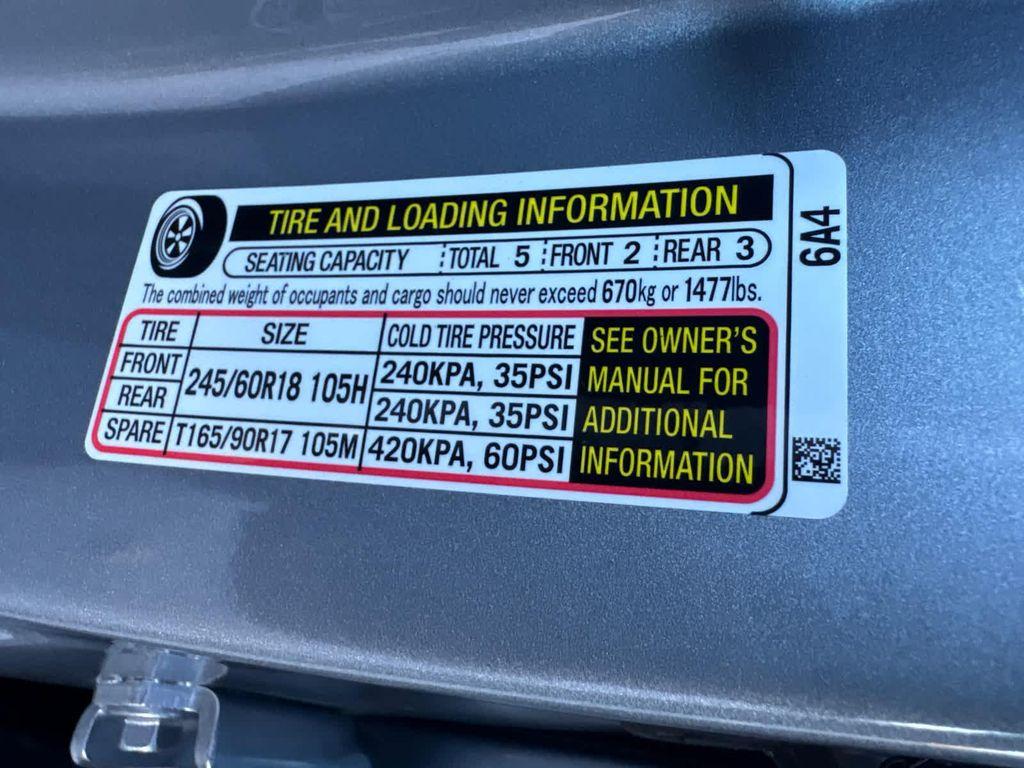 TIRE AND LOADING INFORMATION
SEATING CAPACITY TOTAL 5 FRONT 2 REAR 3
The combined weight of occupants and cargo should never exceed 670kg or 1477lbs.
TIRE SIZE COLD TIRE PRESSURE
FRONT 245/60R18 105H 240KPA, 35PSI
REAR 240KPA, 35PSI
SPARE T165/90R17 105M 420KPA, 60PSI
SEE OWNER'S
MANUAL FOR
ADDITIONAL
INFORMATION
6A4